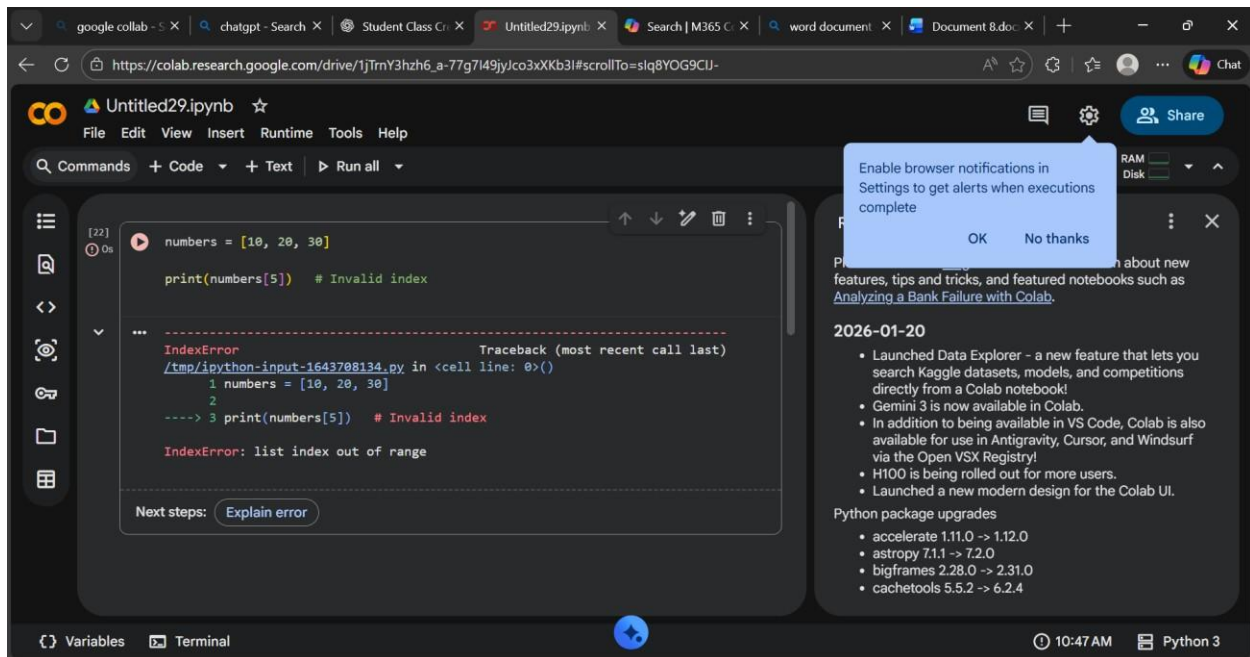 google collab - S
chatgpt - Search
Student Class Cr
Untitled29.ipynb
Search | M365 C
word document
Document 8.doc
https://colab.research.google.com/drive/1jTrnY3hzh6_a-77g7I49jyJco3xXKb3I#scrollTo=sIq8YOG9CIJ-
Chat
Untitled29.ipynb
File Edit View Insert Runtime Tools Help
Share
Commands + Code + Text Run all
RAM
Disk
Enable browser notifications in
Settings to get alerts when executions
complete
OK No thanks
[22]
0s
numbers = [10, 20, 30]
print(numbers[5]) # Invalid index
IndexError Traceback (most recent call last)
/tmp/ipython-input-1643708134.py in <cell line: 0>()
1 numbers = [10, 20, 30]
2
----> 3 print(numbers[5]) # Invalid index
IndexError: list index out of range
Next steps: Explain error
about new
features, tips and tricks, and featured notebooks such as
Analyzing a Bank Failure with Colab.
2026-01-20
• Launched Data Explorer - a new feature that lets you
search Kaggle datasets, models, and competitions
directly from a Colab notebook!
• Gemini 3 is now available in Colab.
• In addition to being available in VS Code, Colab is also
available for use in Antigravity, Cursor, and Windsurf
via the Open VSX Registry!
• H100 is being rolled out for more users.
• Launched a new modern design for the Colab UI.
Python package upgrades
• accelerate 1.11.0 -> 1.12.0
• astropy 7.1.1 -> 7.2.0
• bigframes 2.28.0 -> 2.31.0
• cachetools 5.5.2 -> 6.2.4
Variables Terminal
10:47 AM Python 3